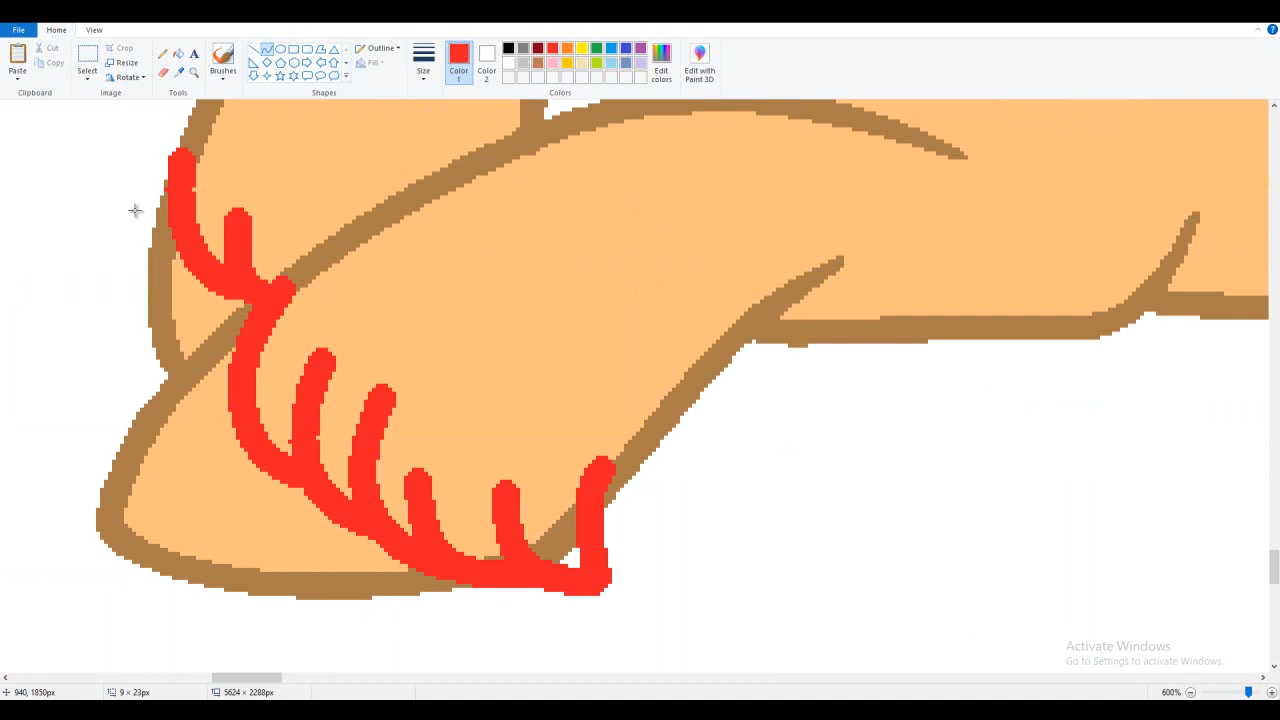 File Home View
Paste Cut Copy
Clipboard
Select Crop Resize Rotate
Image
A
Tools
Brushes
Outline Fill
Shapes
Size
Color 1 Color 2 Edit colors
Colors
Edit with Paint 3D
Activate Windows
Go to Settings to activate Windows.
940, 1850px 9 × 23px 5624 × 2288px 600%